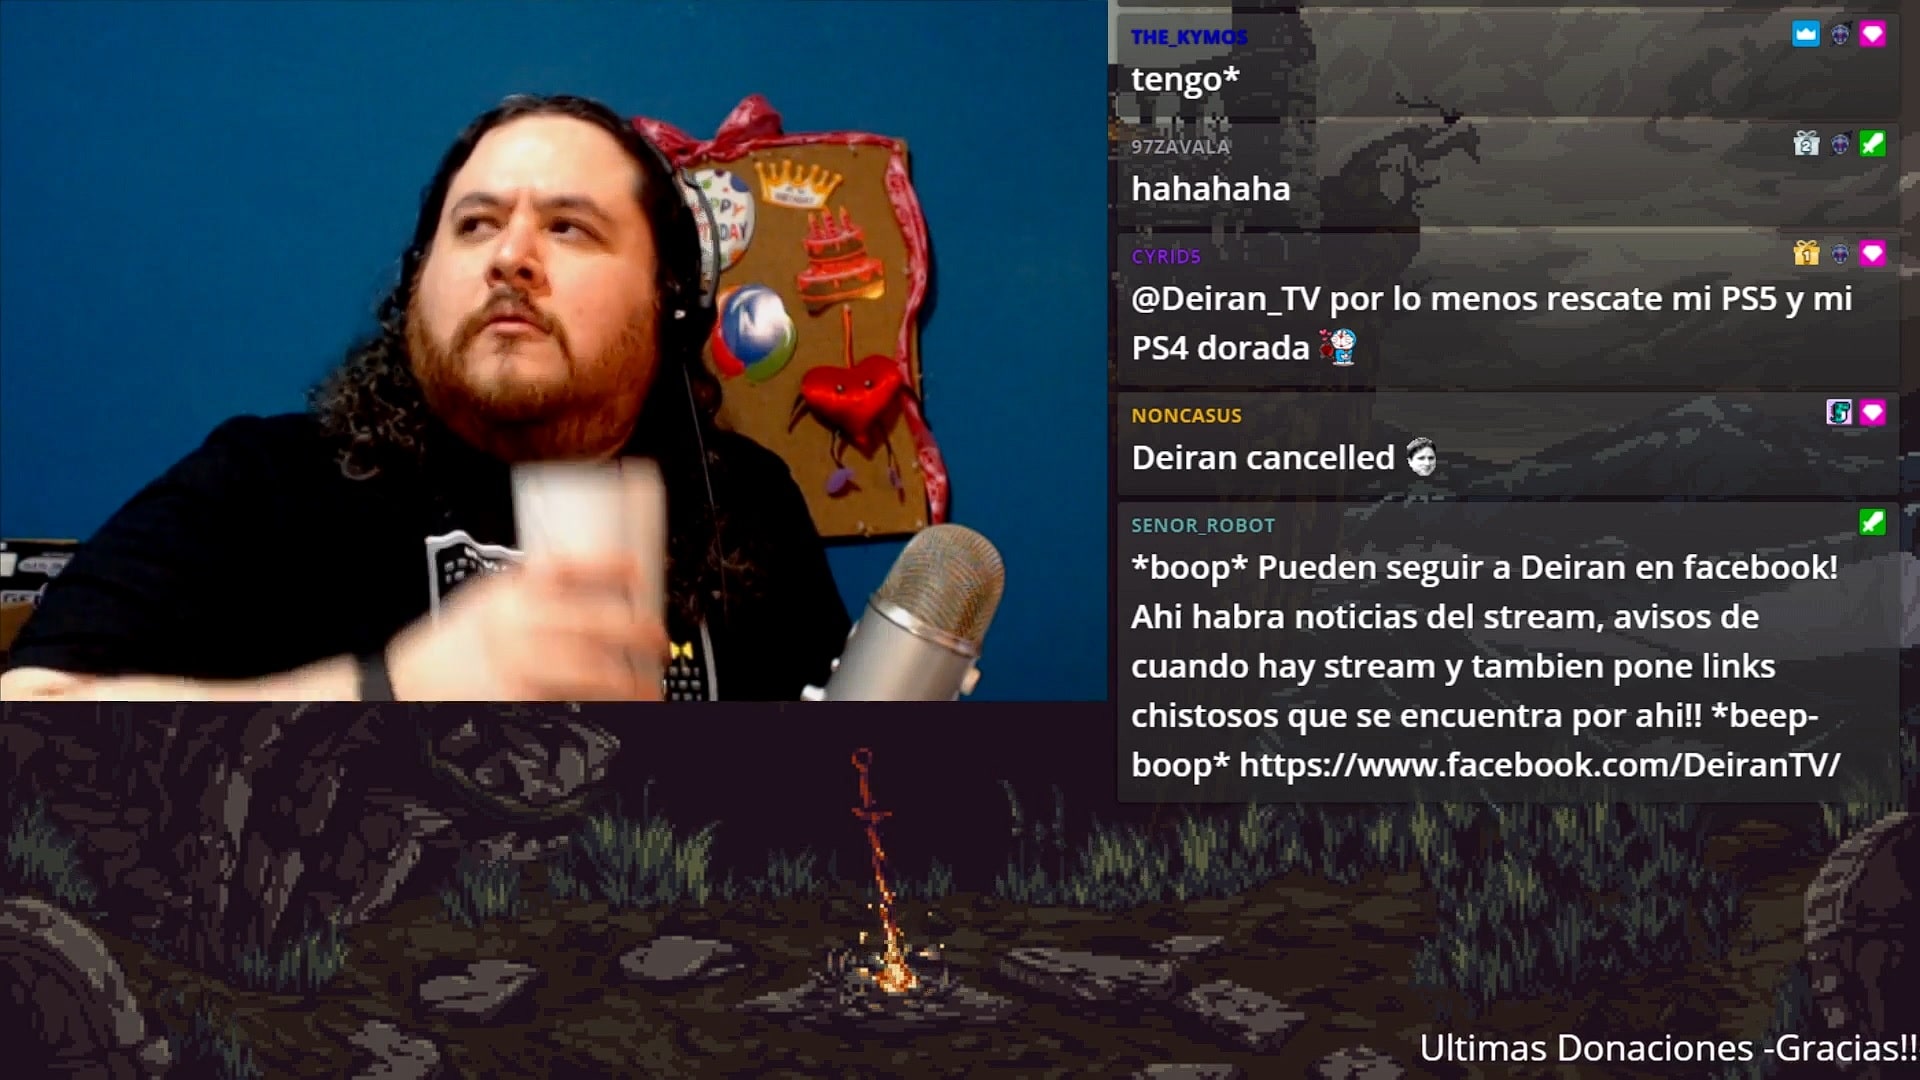 THE_KYMOS
tengo*
97ZAVALA
hahahaha
CYRID5
@Deiran_TV por lo menos rescate mi PS5 y mi
PS4 dorada
NONCASUS
Deiran cancelled
SENOR_ROBOT
*boop* Pueden seguir a Deiran en facebook!
Ahi habra noticias del stream, avisos de
cuando hay stream y tambien pone links
chistosos que se encuentra por ahi!! *beep-
boop* https://www.facebook.com/DeiranTV/
Ultimas Donaciones -Gracias!!